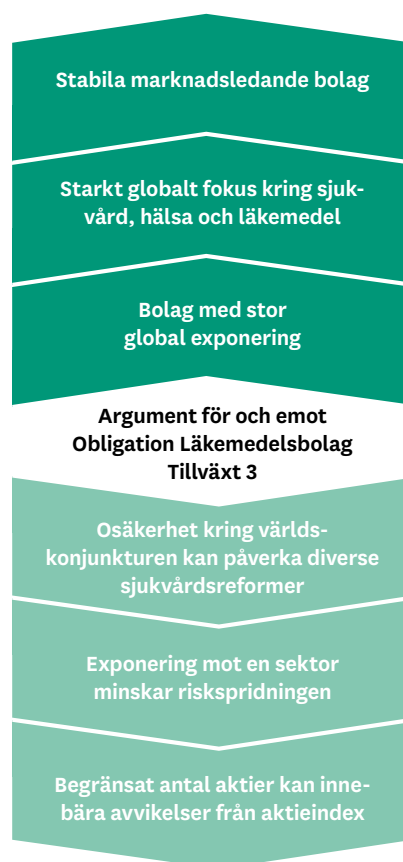 Stabila marknadsledande bolag
Starkt globalt fokus kring sjuk-
vård, hälsa och läkemedel
Bolag med stor
global exponering
Argument för och emot
Obligation Läkemedelsbolag
Tillväxt 3
Osäkerhet kring världs-
konjunkturen kan påverka diverse
sjukvårdsreformer
Exponering mot en sektor
minskar riskspridningen
Begränsat antal aktier kan inne-
bära avvikelser från aktieindex